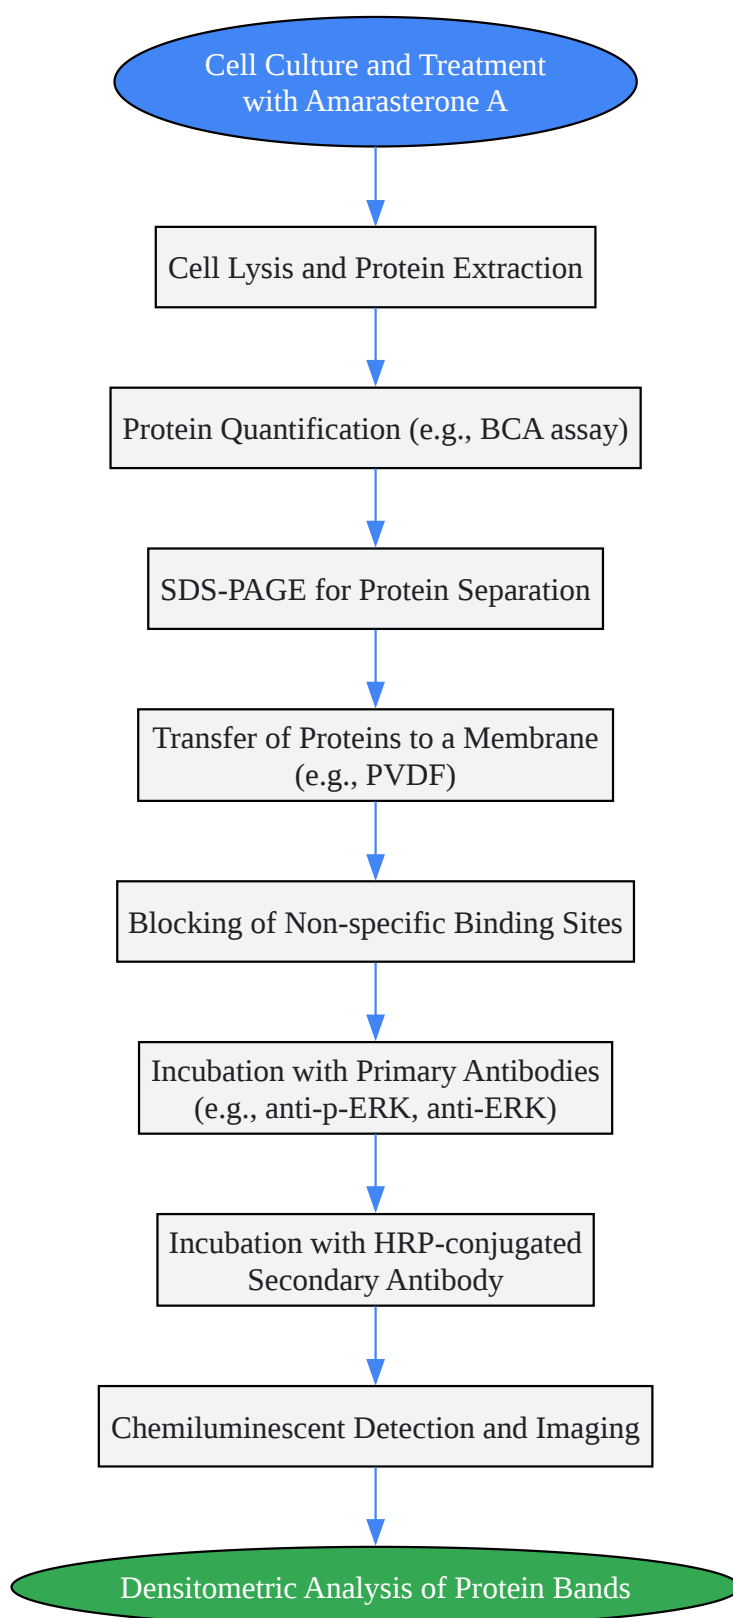 Cell Culture and Treatment
with Amarasterone A
Cell Lysis and Protein Extraction
Protein Quantification (e.g., BCA assay)
SDS-PAGE for Protein Separation
Transfer of Proteins to a Membrane
(e.g., PVDF)
Blocking of Non-specific Binding Sites
Incubation with Primary Antibodies
(e.g., anti-p-ERK, anti-ERK)
Incubation with HRP-conjugated
Secondary Antibody
Chemiluminescent Detection and Imaging
Densitometric Analysis of Protein Bands